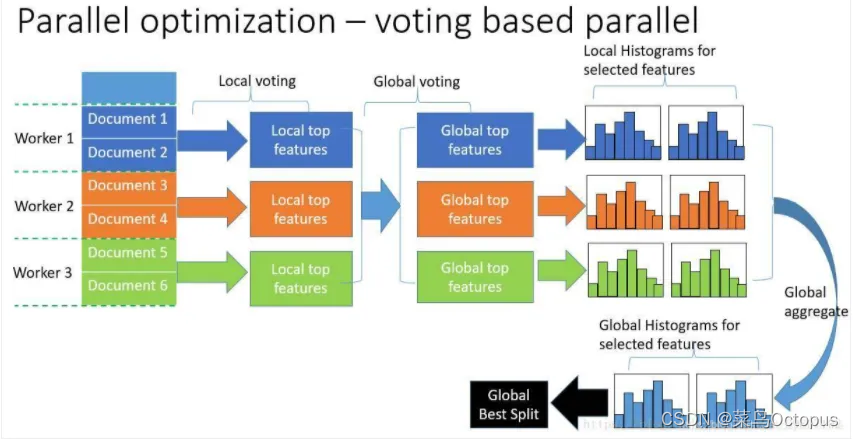 Parallel optimization – voting based parallel
Local voting
Global voting
Local Histograms for
selected features
Worker 1
Document 1
Document 2
Local top
features
Global top
features
Worker 2
Document 3
Document 4
Local top
features
Global top
features
Worker 3
Document 5
Document 6
Local top
features
Global top
features
Global
aggregate
Global Histograms for
selected features
Global
Best Split
CSDN @菜鸟Octopus